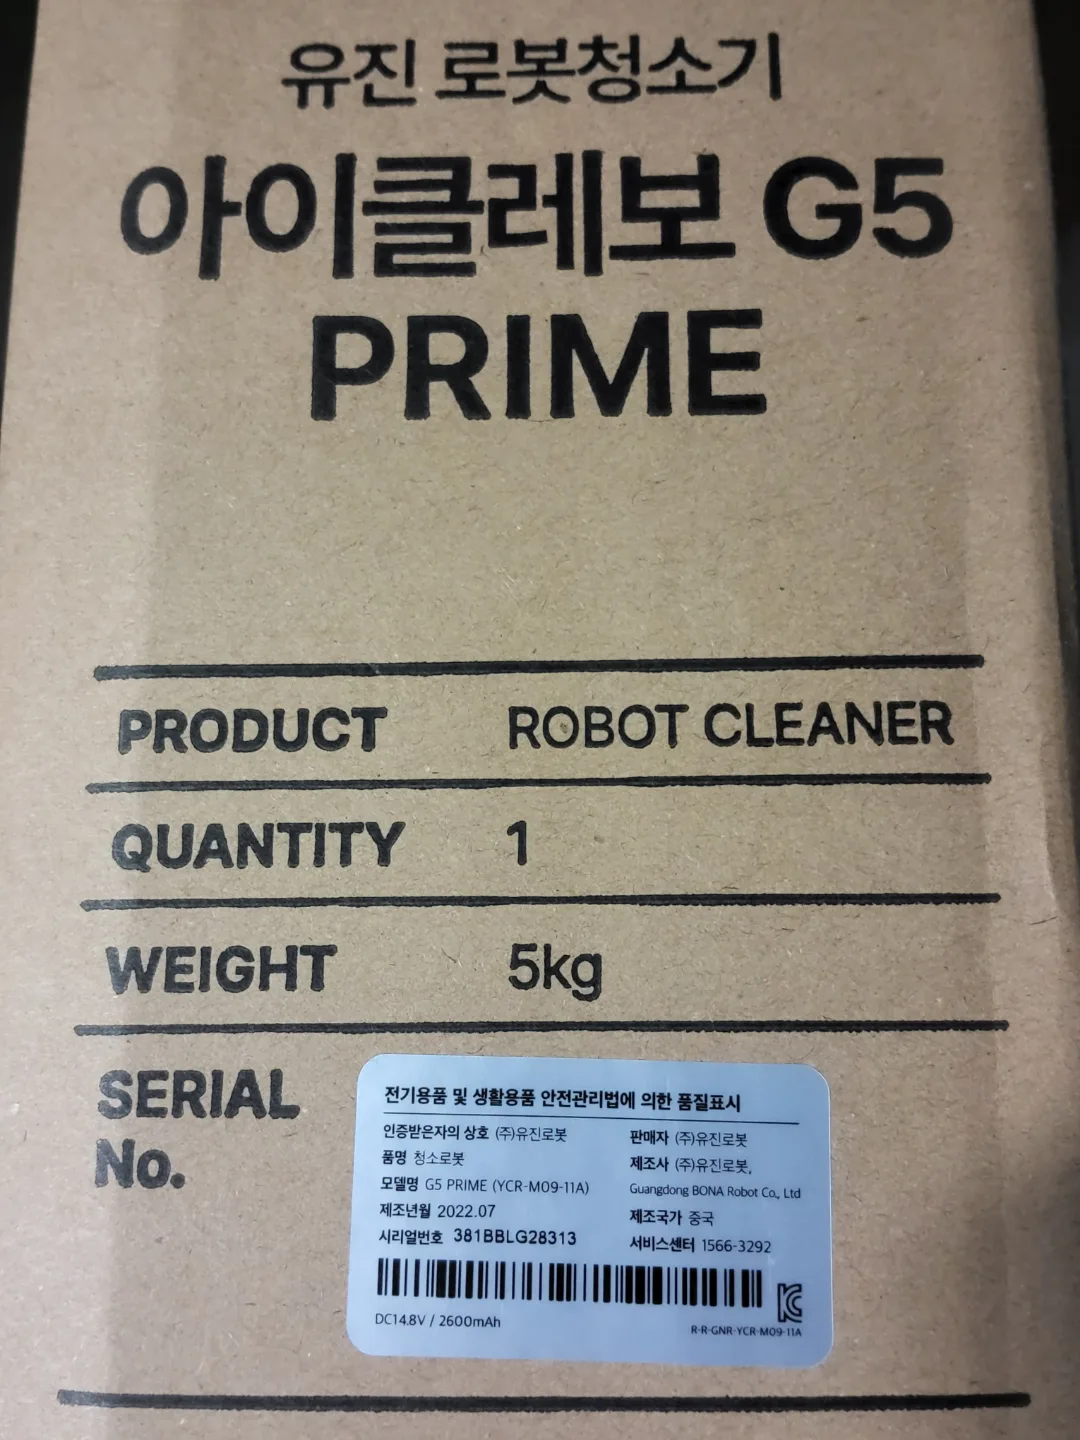 유진 로봇청소기
아이클레보 G5
PRIME
PRODUCT ROBOT CLEANER
QUANTITY 1
WEIGHT 5kg
SERIAL
No.
전기용품 및 생활용품 안전관리법에 의한 품질표시
인증받은자의 상호 (주)유진로봇
품명 청소로봇
모델명 G5 PRIME (YCR-M09-11A)
제조년월 2022.07
시리얼번호 381BBLG28313
판매자 (주)유진로봇
제조사 (주)유진로봇,
Guangdong BONA Robot Co., Ltd
제조국가 중국
서비스센터 1566-3292
DC14.8V / 2600mAh
R-R-GNR-YCR-M09-11A